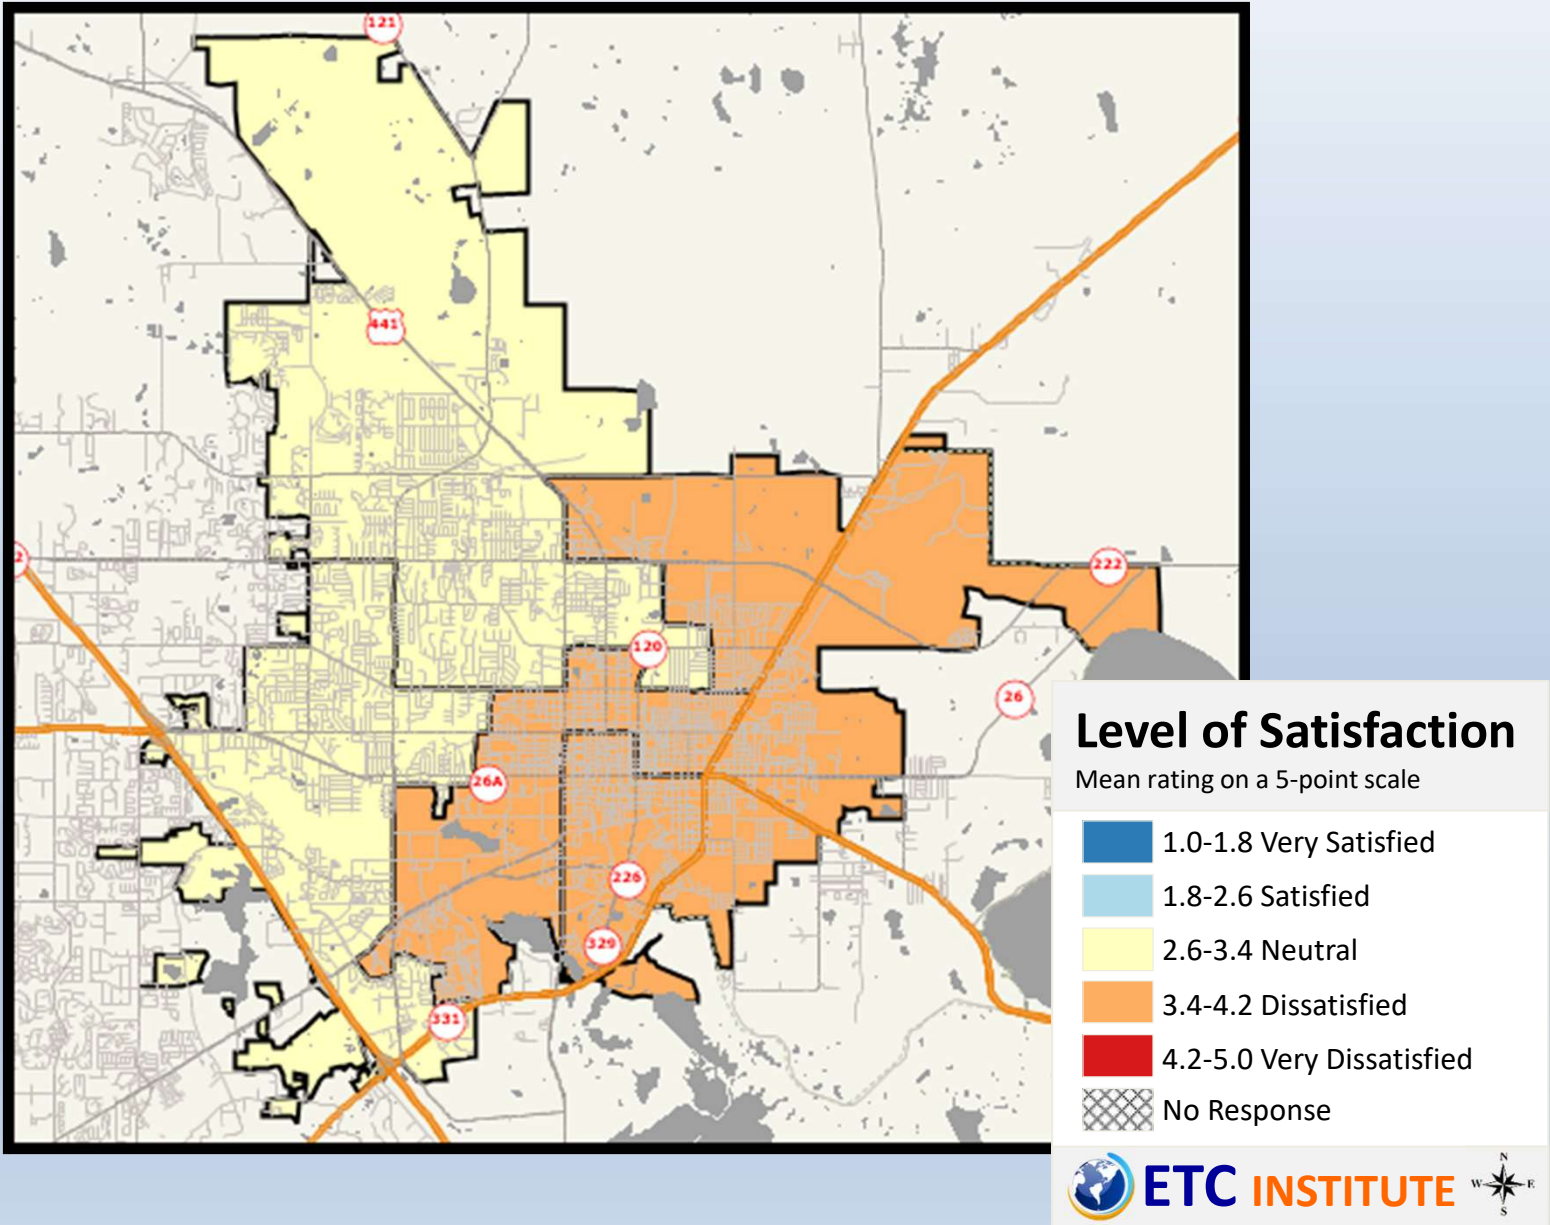 121
441
2
222
120
26
26A
226
329
331
Level of Satisfaction
Mean rating on a 5-point scale
1.0-1.8 Very Satisfied
1.8-2.6 Satisfied
2.6-3.4 Neutral
3.4-4.2 Dissatisfied
4.2-5.0 Very Dissatisfied
No Response
ETC INSTITUTE
N
W E
S